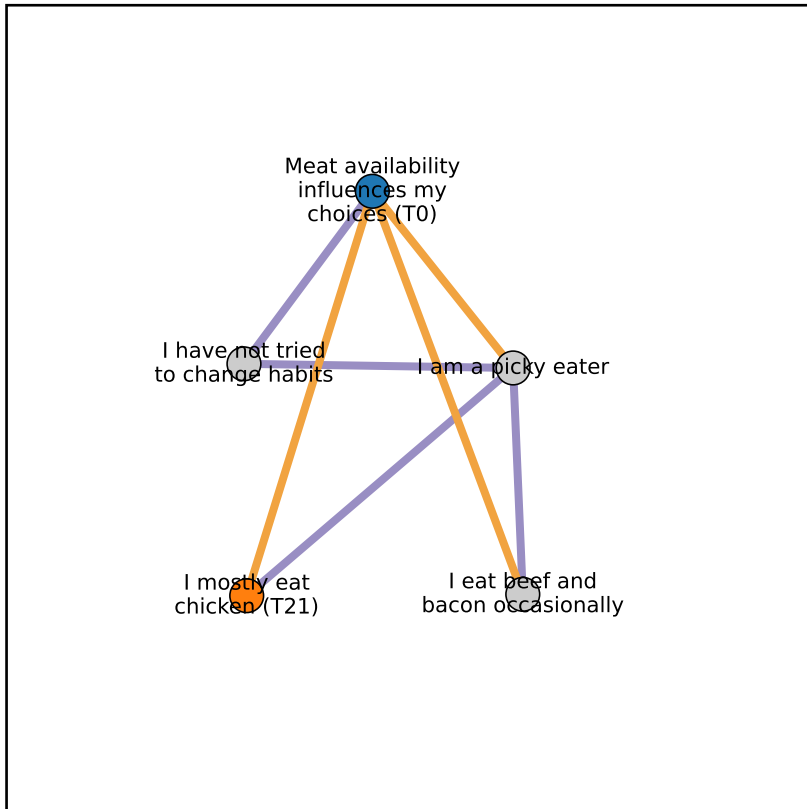 Meat availability
influences my
choices (T0)
I have not tried
to change habits
I am a picky eater
I mostly eat
chicken (T21)
I eat beef and
bacon occasionally